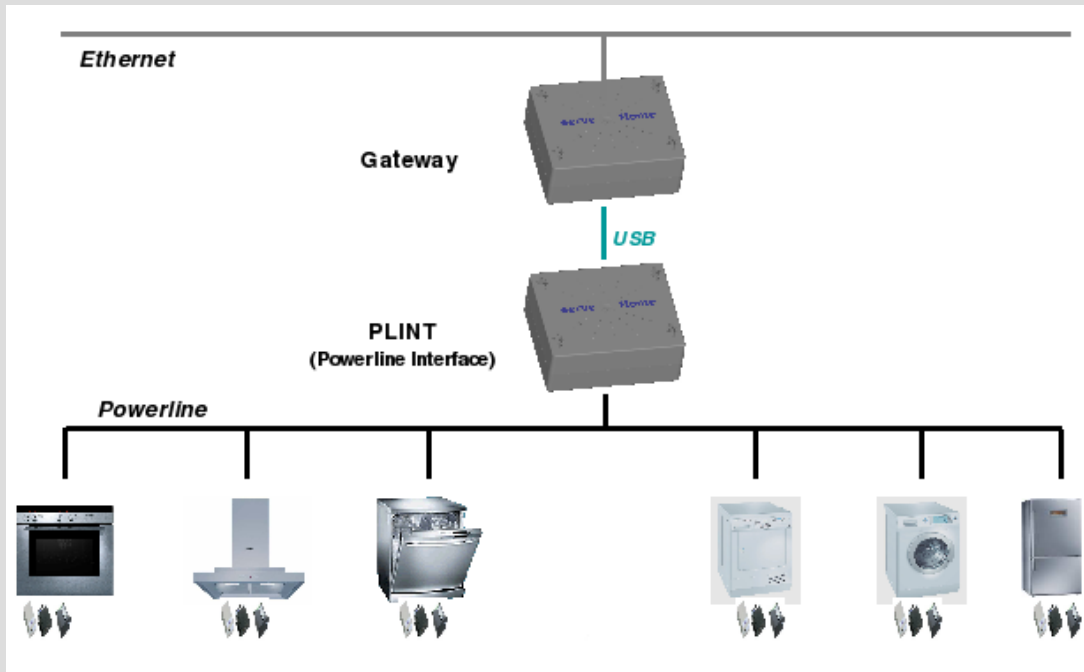 Ethernet
Gateway
USB
PLINT
(Powerline Interface)
Powerline